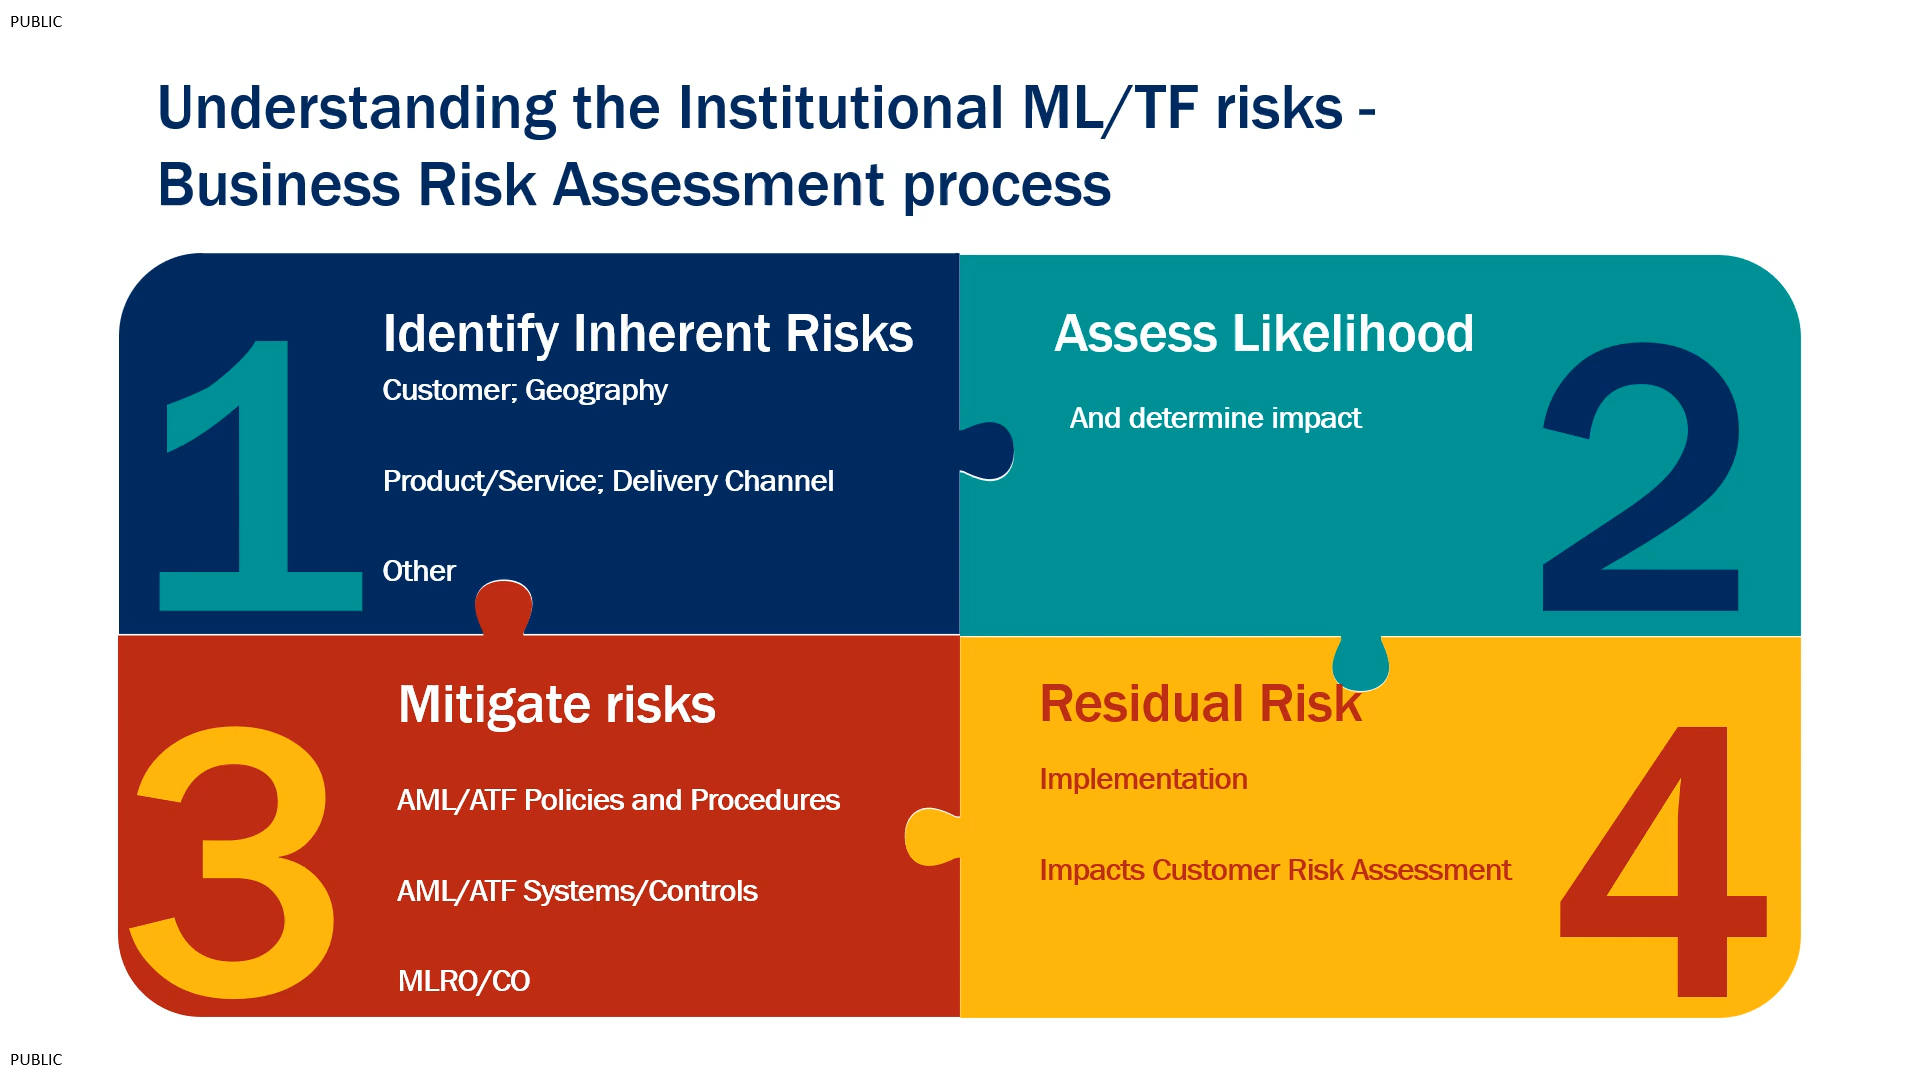 PUBLIC
Understanding the Institutional ML/TF risks -
Business Risk Assessment process
1
Identify Inherent Risks
Customer; Geography
Product/Service; Delivery Channel
Other
Assess Likelihood
And determine impact
2
3
Mitigate risks
AML/ATF Policies and Procedures
AML/ATF Systems/Controls
MLRO/CO
Residual Risk
Implementation
Impacts Customer Risk Assessment
4
PUBLIC